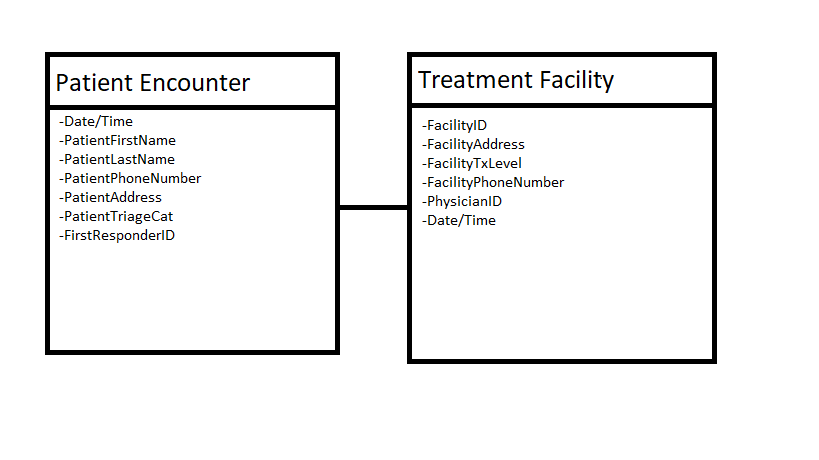 Patient Encounter
-Date/Time
-PatientFirstName
-PatientLastName
-PatientPhoneNumber
-PatientAddress
-PatientTriageCat
-FirstResponderID
Treatment Facility
-FacilityID
-FacilityAddress
-FacilityTxLevel
-FacilityPhoneNumber
-PhysicianID
-Date/Time